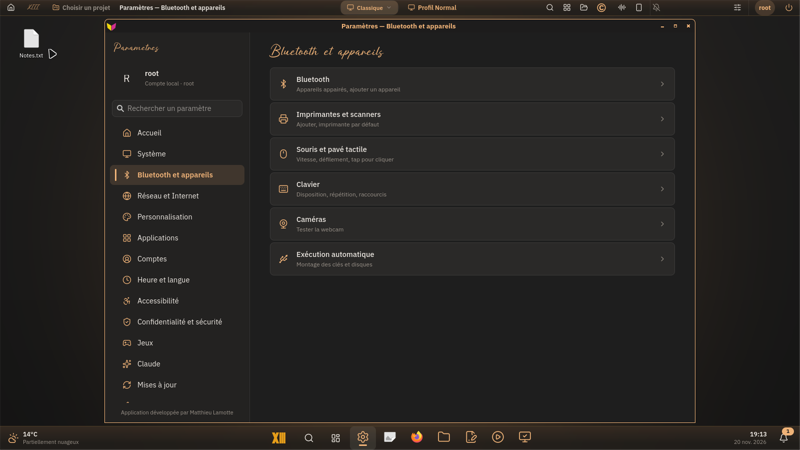 Choisir un projet
Paramètres — Bluetooth et appareils
Classique
Profil Normal
root
Notes.txt
Paramètres — Bluetooth et appareils
Paramètres
R
root
Compte local · root
Rechercher un paramètre
Accueil
Système
Bluetooth et appareils
Réseau et Internet
Personnalisation
Applications
Comptes
Heure et langue
Accessibilité
Confidentialité et sécurité
Jeux
Claude
Mises à jour
Application développée par Matthieu Lamotte
Bluetooth et appareils
Bluetooth
Appareils appairés, ajouter un appareil
Imprimantes et scanners
Ajouter, imprimante par défaut
Souris et pavé tactile
Vitesse, défilement, tap pour cliquer
Clavier
Disposition, répétition, raccourcis
Caméras
Tester la webcam
Exécution automatique
Montage des clés et disques
14°C
Partiellement nuageux
XIII
19:13
20 nov. 2026
1